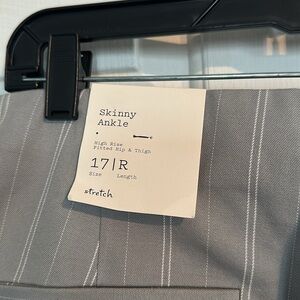 Skinny
Ankle
High Rise
Fitted Hip & Thigh
17|R
Size Length
stretch